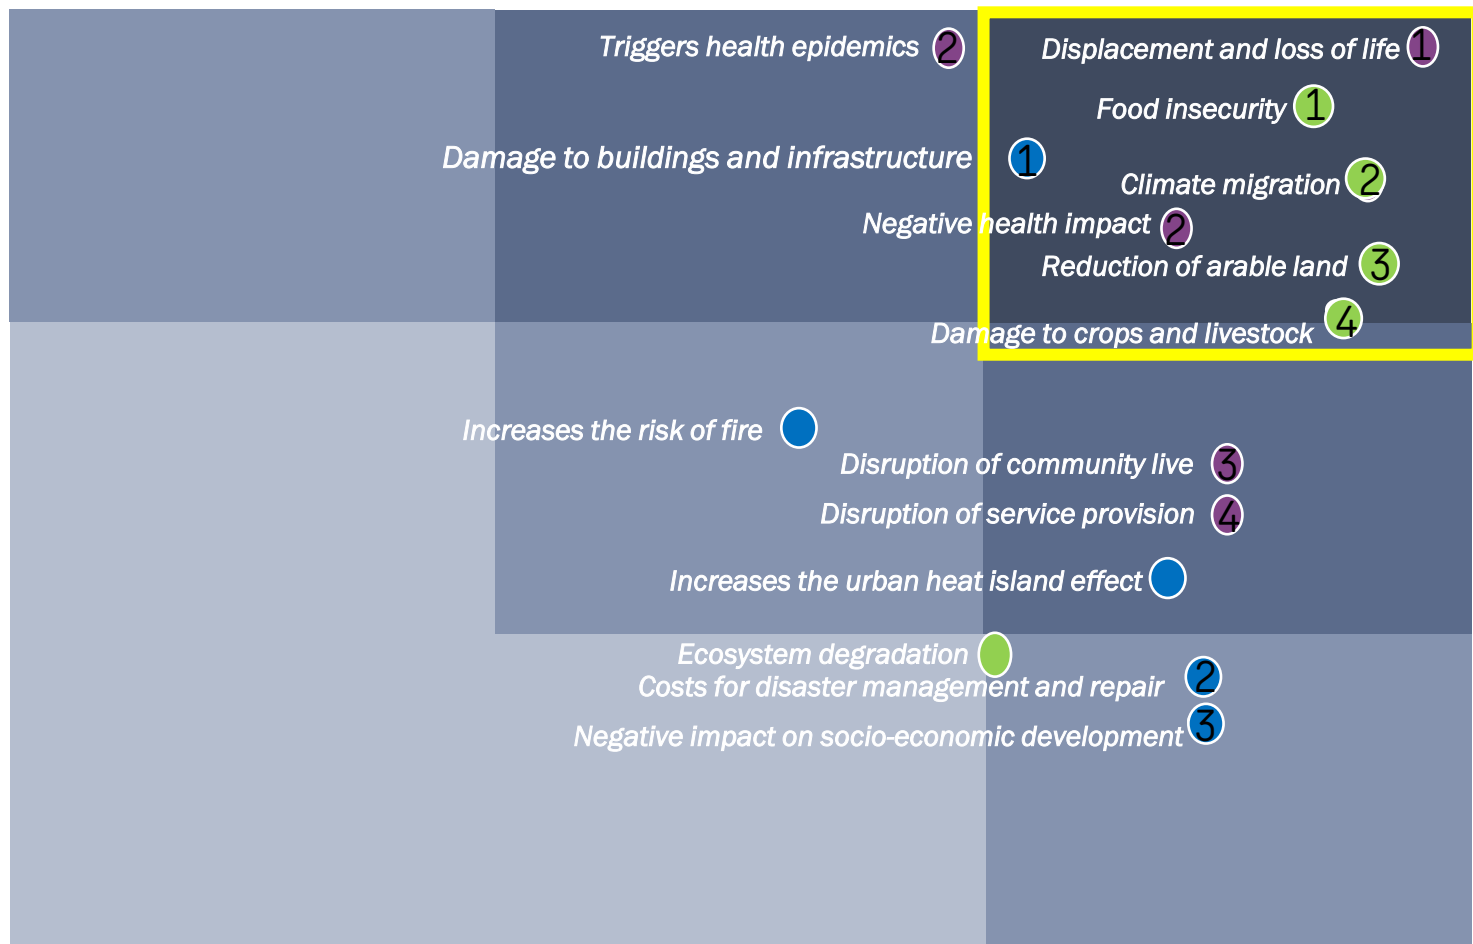 Triggers health epidemics 2
Displacement and loss of life 1
Food insecurity 1
Damage to buildings and infrastructure 1
Climate migration 2
Negative health impact 2
Reduction of arable land 3
Damage to crops and livestock 4
Increases the risk of fire
Disruption of community live 3
Disruption of service provision 4
Increases the urban heat island effect
Ecosystem degradation
Costs for disaster management and repair 2
Negative impact on socio-economic development 3